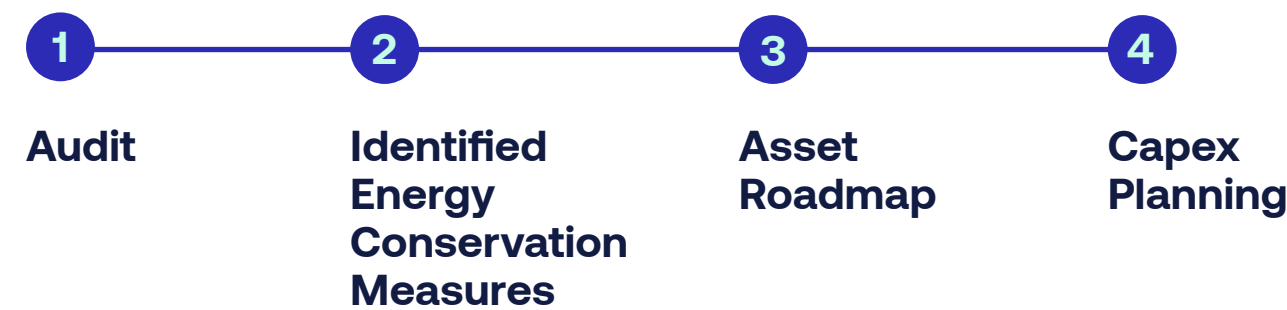 1
2
3
4
Audit
Identified
Energy
Conservation
Measures
Asset
Roadmap
Capex
Planning